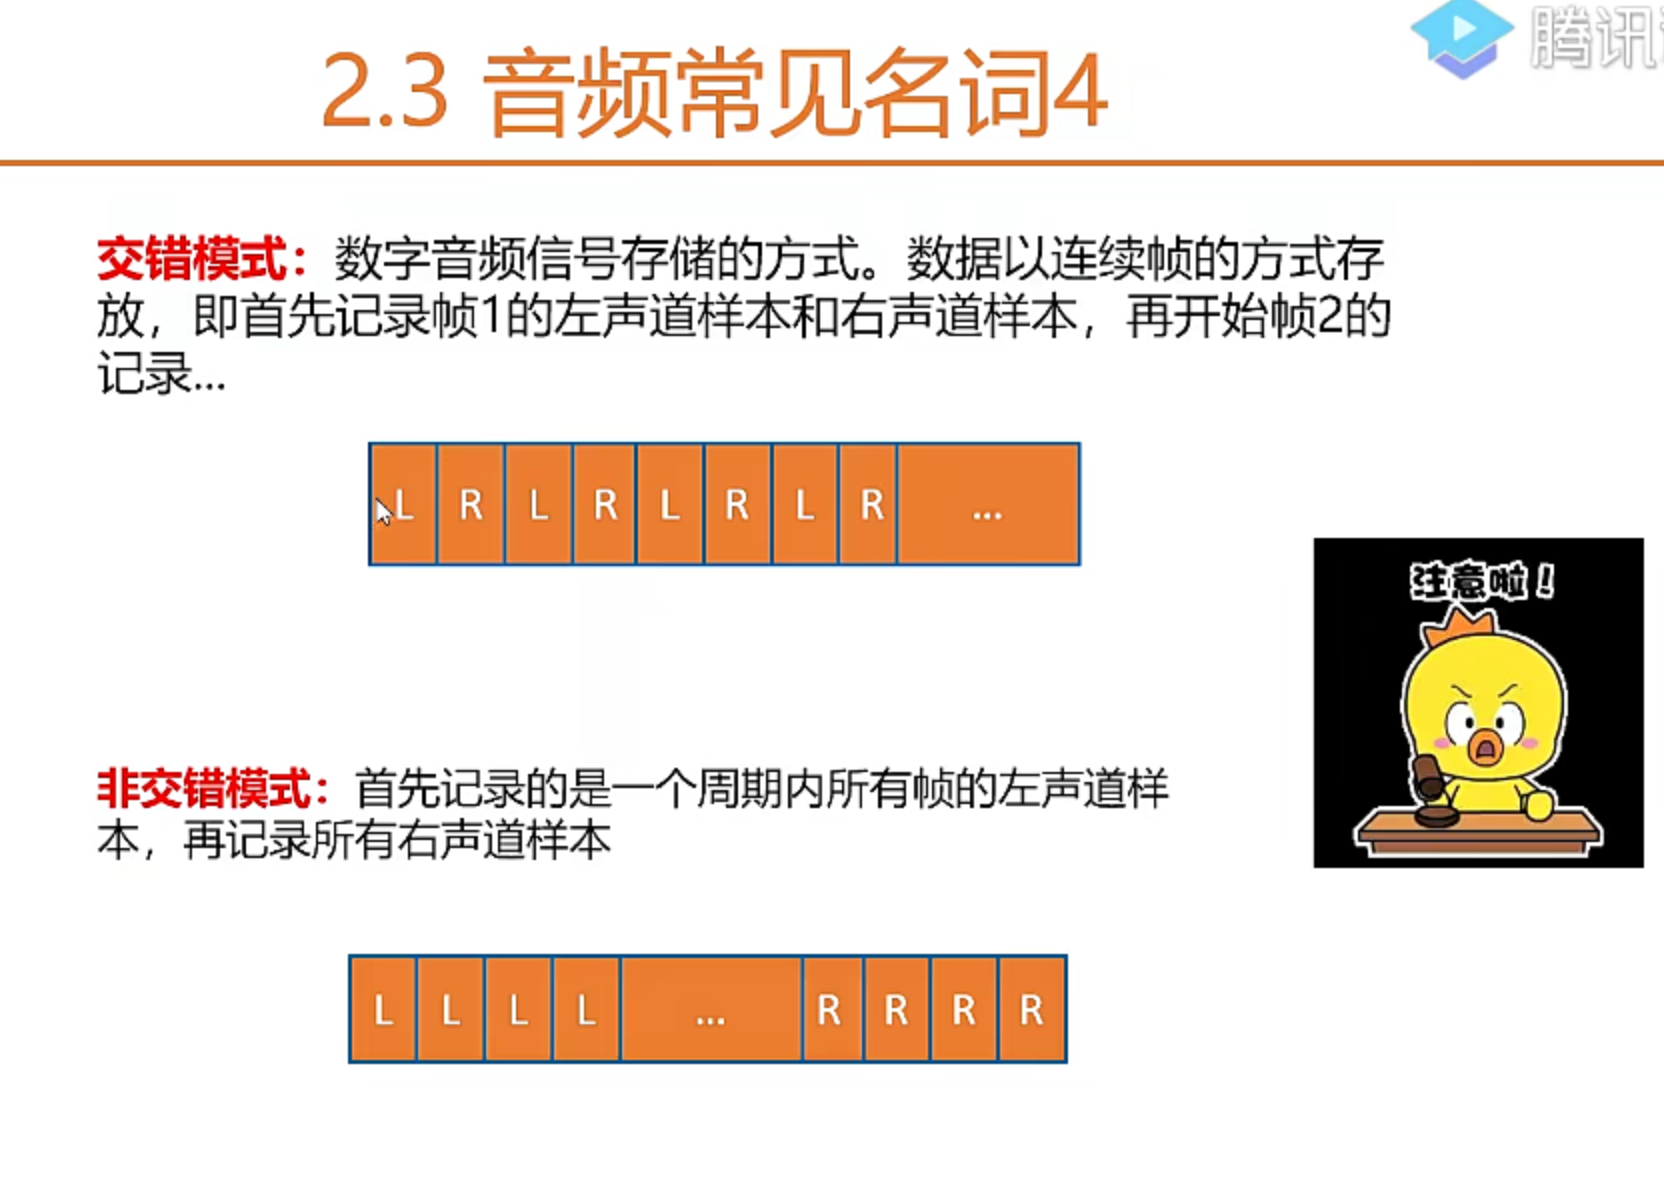 腾讯
2.3 音频常见名词4
交错模式：数字音频信号存储的方式。数据以连续帧的方式存
放，即首先记录帧1的左声道样本和右声道样本，再开始帧2的
记录...
L R L R L R L R ...
注意啦！
非交错模式：首先记录的是一个周期内所有帧的左声道样
本，再记录所有右声道样本
L L L L ... R R R R